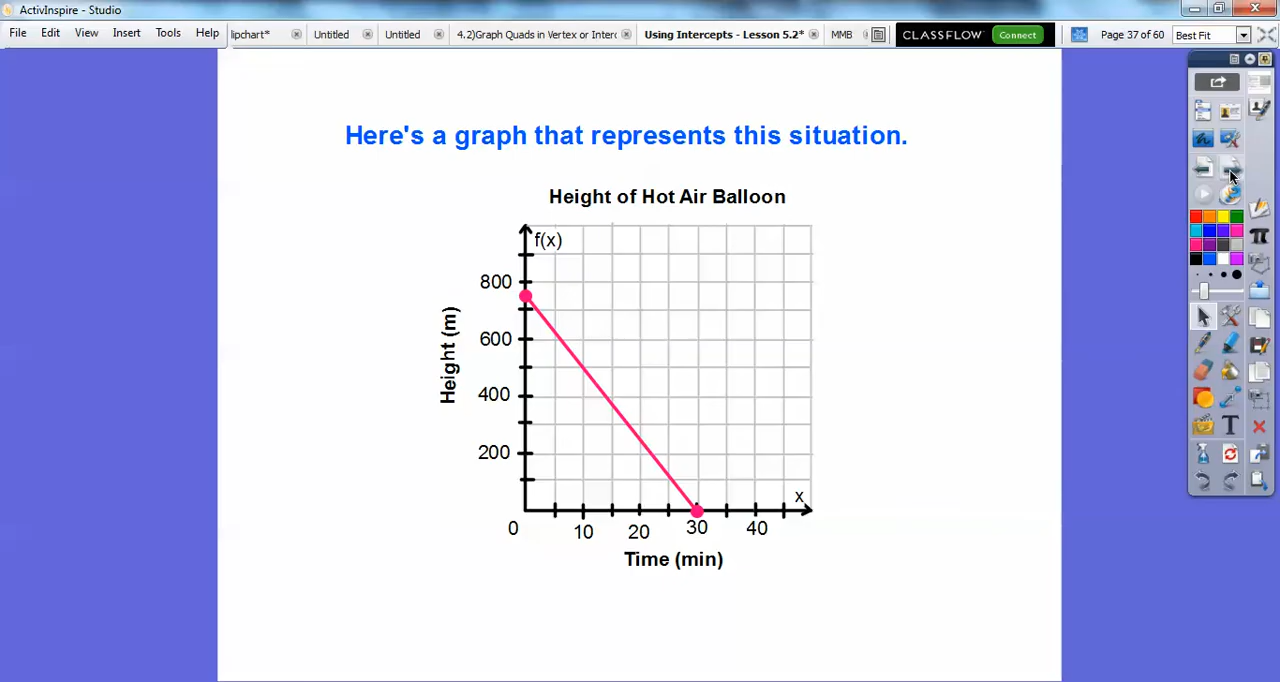 ActivInspire - Studio
File Edit View Insert Tools Help
lipchart* Untitled Untitled 4.2)Graph Quads in Vertex or Inter Using Intercepts - Lesson 5.2* MMB CLASSFLOW Connect Page 37 of 60 Best Fit
Here's a graph that represents this situation.
Height of Hot Air Balloon
f(x)
800
600
400
200
Height (m)
x
0 10 20 30 40
Time (min)